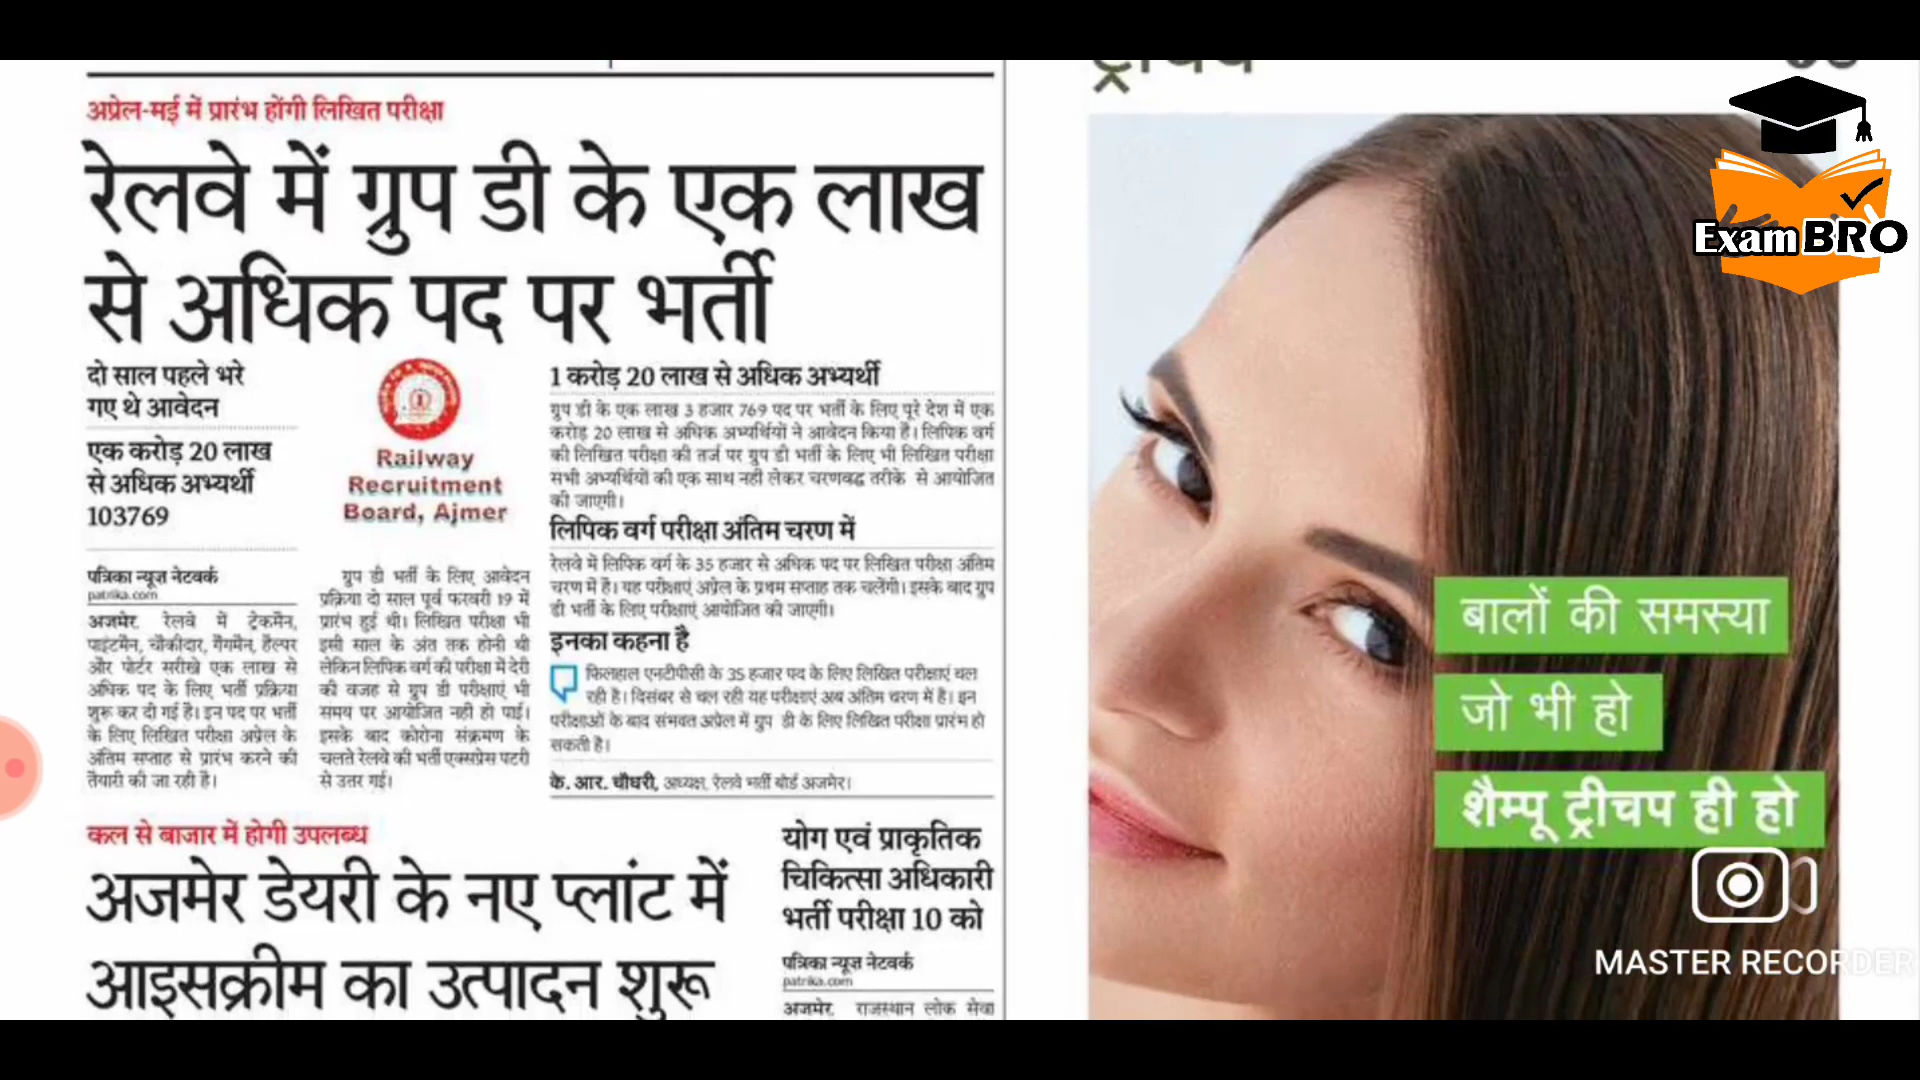 अप्रेल-मई में प्रारंभ होंगी लिखित परीक्षा
रेलवे में ग्रुप डी के एक लाख
से अधिक पद पर भर्ती
दो साल पहले भरे
गए थे आवेदन
एक करोड़ 20 लाख
से अधिक अभ्यर्थी
103769
Railway
Recruitment
Board, Ajmer
पत्रिका न्यूज नेटवर्क
patrika.com
अजमेर. रेलवे में ट्रेकमैन,
पाइंटमैन, चौकीदार, गैंगमैन, हैल्पर
और पोर्टर सरीखे एक लाख से
अधिक पद के लिए भर्ती प्रक्रिया
शुरू कर दी गई है। इन पद पर भर्ती
के लिए लिखित परीक्षा अप्रेल के
अंतिम सप्ताह से प्रारंभ करने की
तैयारी की जा रही है।
ग्रुप डी भर्ती के लिए आवेदन
प्रक्रिया दो साल पूर्व फरवरी 19 में
प्रारंभ हुई थी। लिखित परीक्षा भी
इसी साल के अंत तक होनी थी
लेकिन लिपिक वर्ग की परीक्षा में देरी
की वजह से ग्रुप डी परीक्षाएं भी
समय पर आयोजित नहीं हो पाई।
इसके बाद कोरोना संक्रमण के
चलते रेलवे की भर्ती एक्सप्रेस पटरी
से उतर गई।
1 करोड़ 20 लाख से अधिक अभ्यर्थी
ग्रुप डी के एक लाख 3 हजार 769 पद पर भर्ती के लिए पूरे देश में एक
करोड़ 20 लाख से अधिक अभ्यर्थियों ने आवेदन किया है। लिपिक वर्ग
की लिखित परीक्षा की तर्ज पर ग्रुप डी भर्ती के लिए भी लिखित परीक्षा
सभी अभ्यर्थियों की एक साथ नहीं लेकर चरणबद्ध तरीके से आयोजित
की जाएगी।
लिपिक वर्ग परीक्षा अंतिम चरण में
रेलवे में लिपिक वर्ग के 35 हजार से अधिक पद पर लिखित परीक्षा अंतिम
चरण में है। यह परीक्षाएं अप्रेल के प्रथम सप्ताह तक चलेंगी। इसके बाद ग्रुप
डी भर्ती के लिए परीक्षाएं आयोजित की जाएगी।
इनका कहना है
फिलहाल एनटीपीसी के 35 हजार पद के लिए लिखित परीक्षाएं चल
रही है। दिसंबर से चल रही यह परीक्षाएं अब अंतिम चरण में है। इन
परीक्षाओं के बाद संभवत अप्रेल में ग्रुप डी के लिए लिखित परीक्षा प्रारंभ हो
सकती है।
के. आर. चौधरी, अध्यक्ष, रेलवे भर्ती बोर्ड अजमेर।
कल से बाजार में होगी उपलब्ध
अजमेर डेयरी के नए प्लांट में
आइसक्रीम का उत्पादन शुरू
योग एवं प्राकृतिक
चिकित्सा अधिकारी
भर्ती परीक्षा 10 को
पत्रिका न्यूज नेटवर्क
patrika.com
अजमेर. राजस्थान लोक सेवा
ExamBRO
बालों की समस्या
जो भी हो
शैम्पू ट्रीचप ही हो
MASTER RECORDER